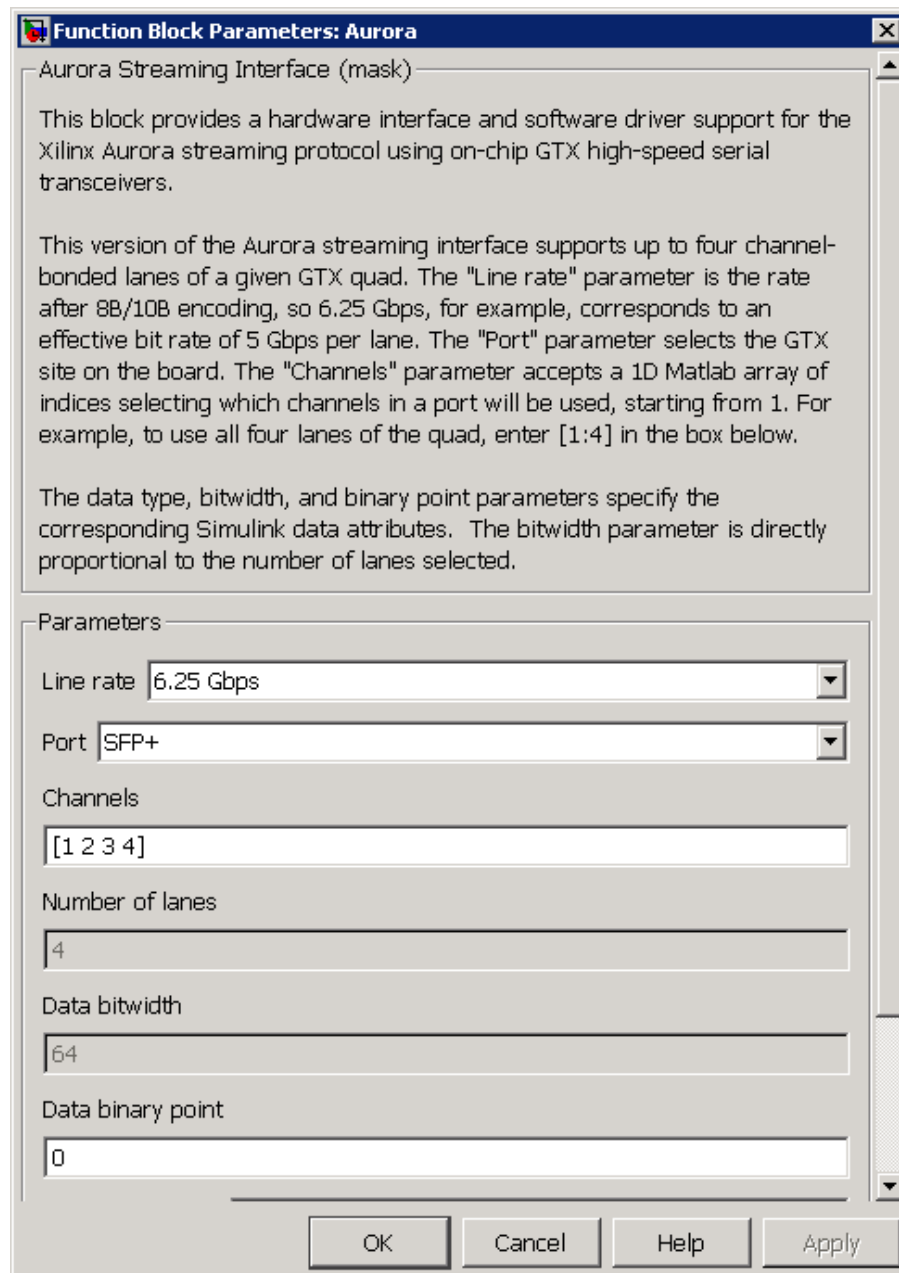 Function Block Parameters: Aurora
Aurora Streaming Interface (mask)
This block provides a hardware interface and software driver support for the
Xilinx Aurora streaming protocol using on-chip GTX high-speed serial
transceivers.
This version of the Aurora streaming interface supports up to four channel-
bonded lanes of a given GTX quad. The "Line rate" parameter is the rate
after 8B/10B encoding, so 6.25 Gbps, for example, corresponds to an
effective bit rate of 5 Gbps per lane. The "Port" parameter selects the GTX
site on the board. The "Channels" parameter accepts a 1D Matlab array of
indices selecting which channels in a port will be used, starting from 1. For
example, to use all four lanes of the quad, enter [1:4] in the box below.
The data type, bitwidth, and binary point parameters specify the
corresponding Simulink data attributes.  The bitwidth parameter is directly
proportional to the number of lanes selected.
Parameters
Line rate 6.25 Gbps
Port SFP+
Channels
[1 2 3 4]
Number of lanes
4
Data bitwidth
64
Data binary point
0
OK Cancel Help Apply